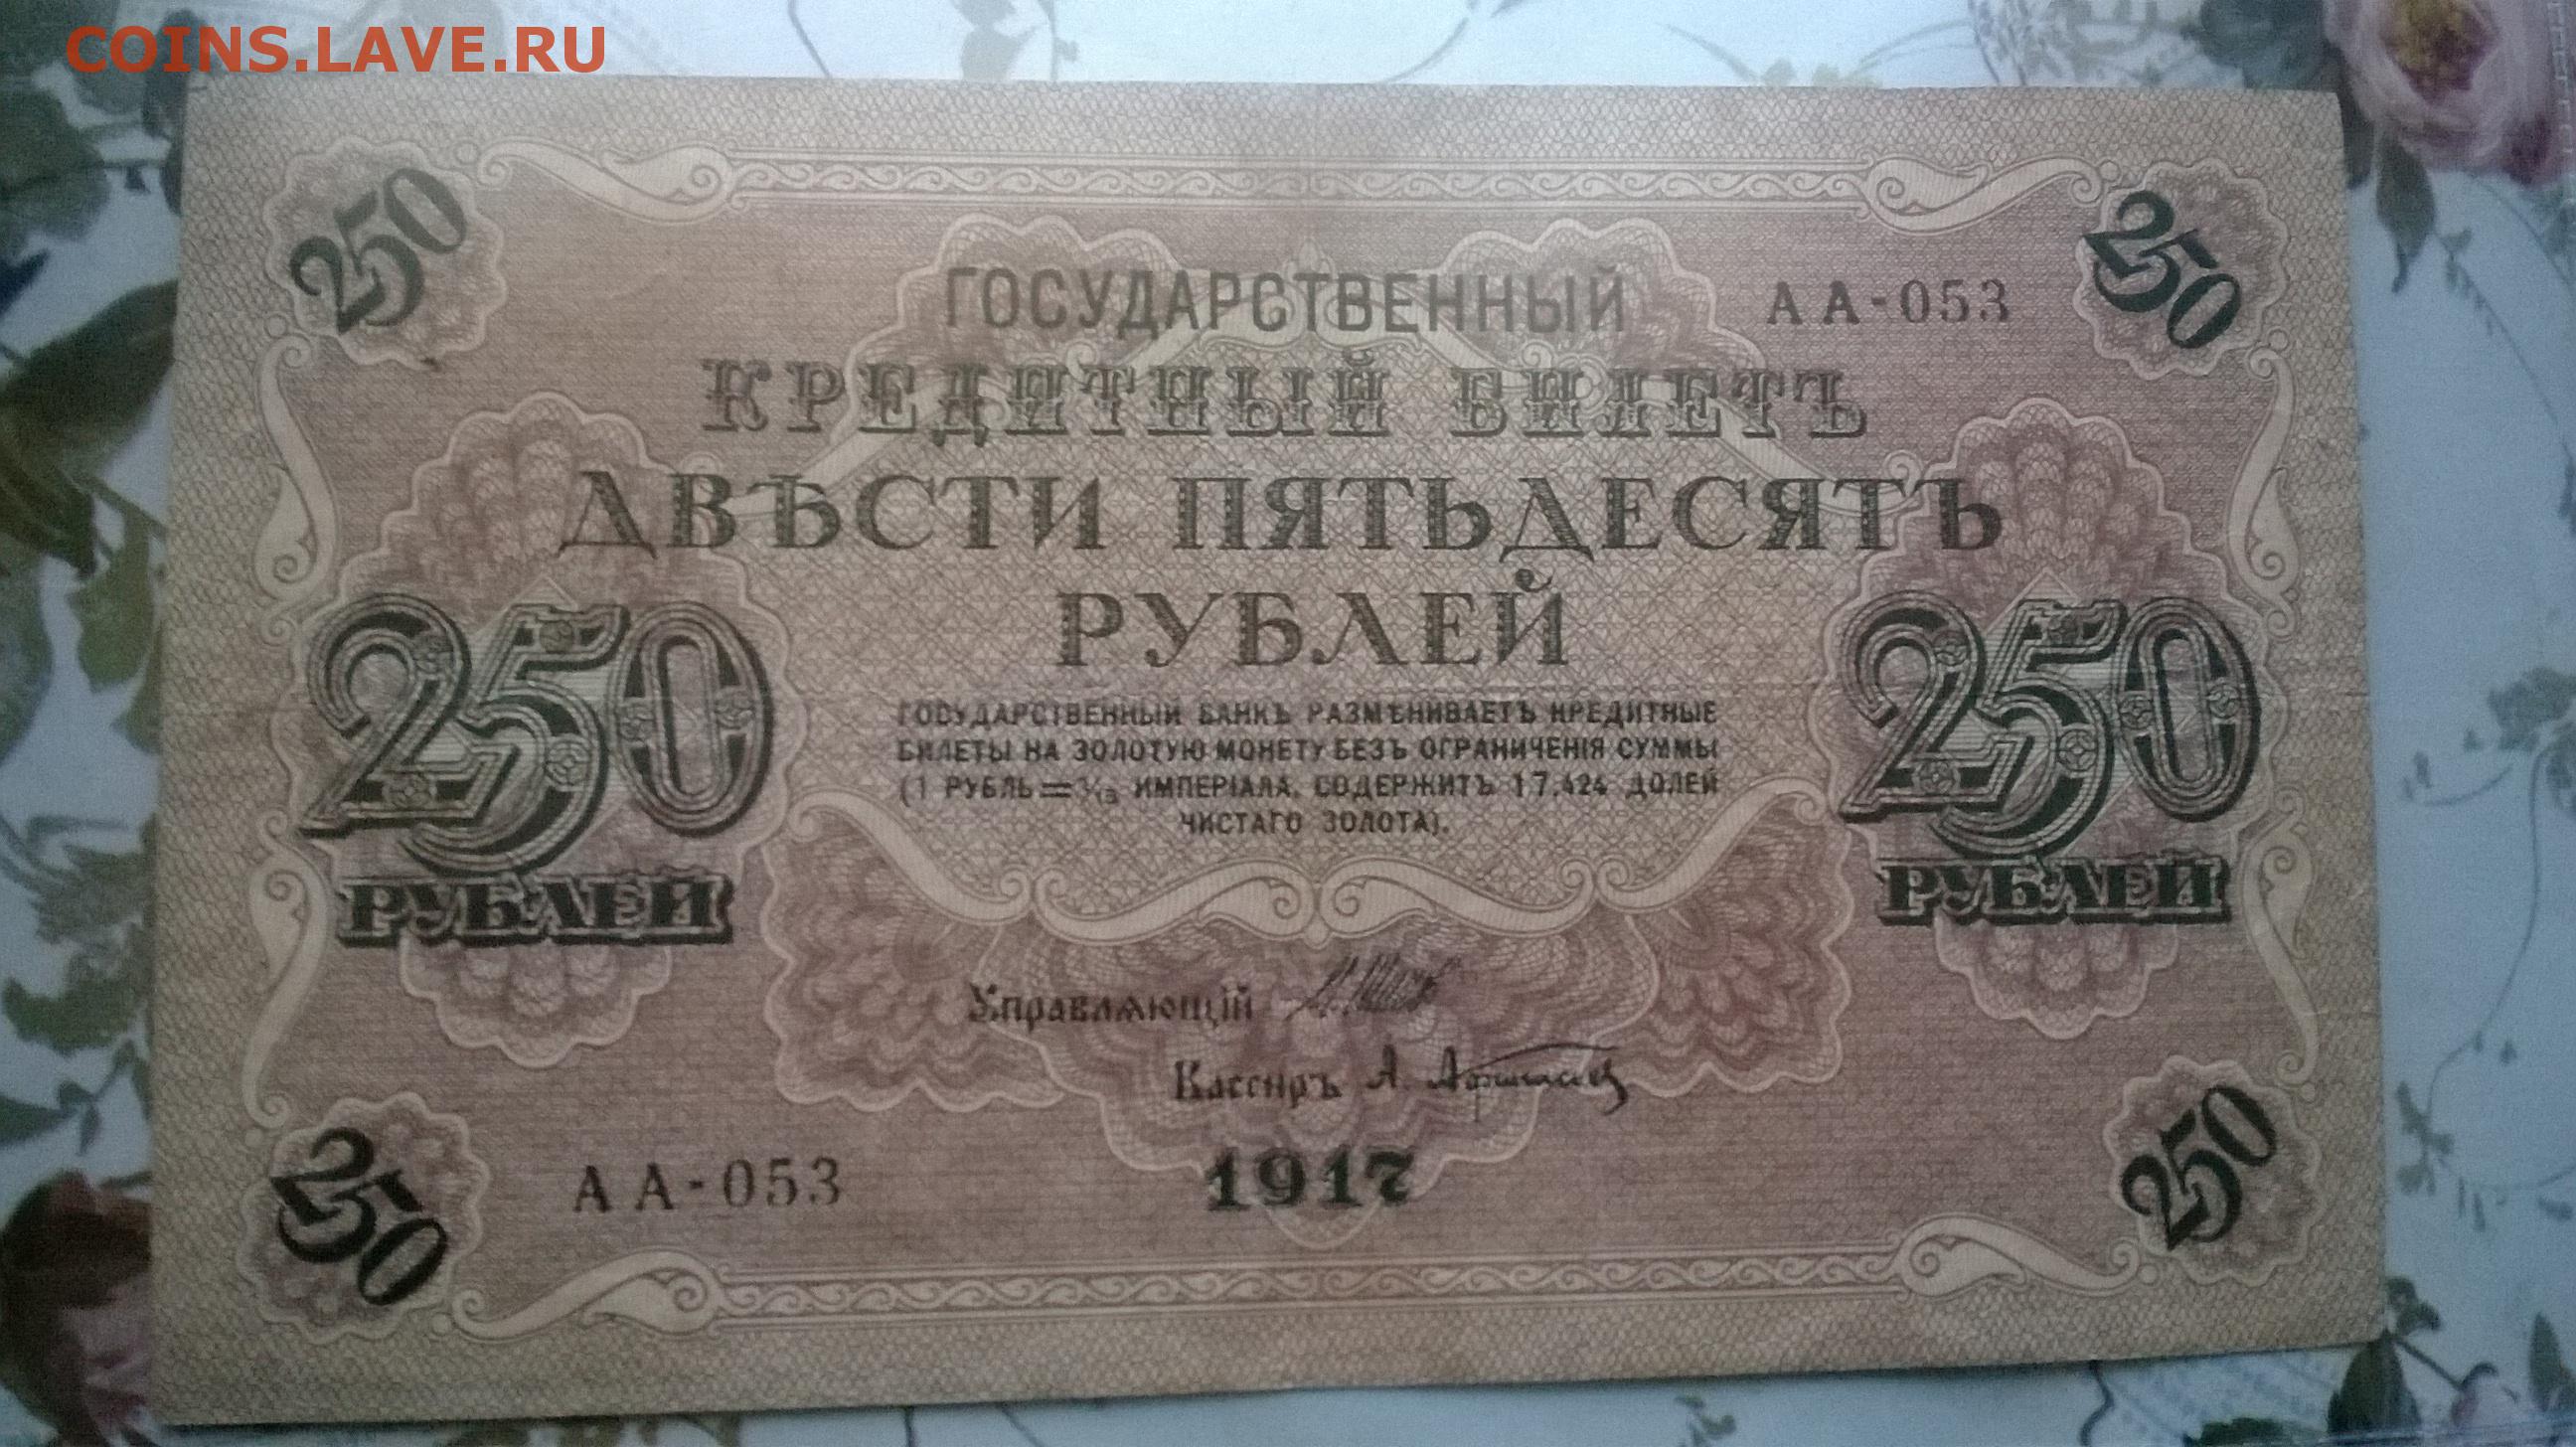 COINS.LAVE.RU
250
250
ГОСУДАРСТВЕННЫЙ
АА-053
КРЕДИТНЫЙ БИЛЕТЪ
ДВѢСТИ ПЯТЬДЕСЯТЪ
РУБЛЕЙ
250
РУБЛЕЙ
250
РУБЛЕЙ
ГОСУДАРСТВЕННЫЙ БАНКЪ РАЗМѢНИВАЕТЪ КРЕДИТНЫЕ
БИЛЕТЫ НА ЗОЛОТУЮ МОНЕТУ БЕЗЪ ОГРАНИЧЕНІЯ СУММЫ
(1 РУБЛЬ = 1/15 ИМПЕРІАЛА, СОДЕРЖИТЪ 17,424 ДОЛЕЙ
ЧИСТАГО ЗОЛОТА).
Управляющій
Кассиръ А.
АА-053
1917
250
250